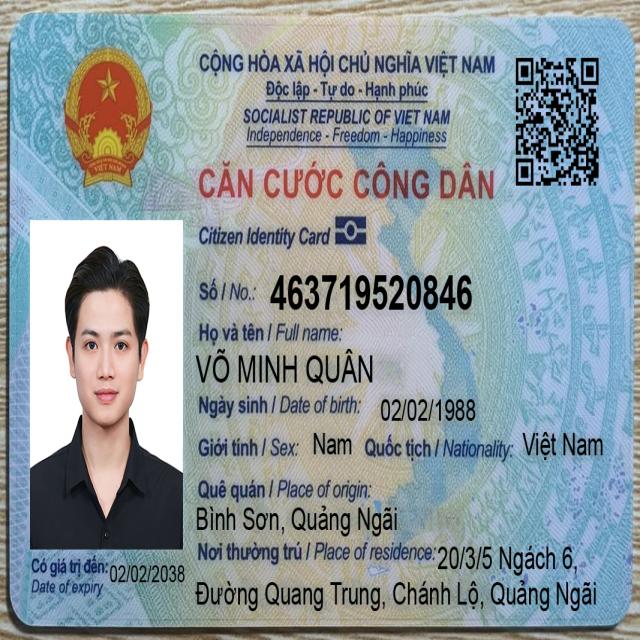 CỘNG HÒA XÃ HỘI CHỦ NGHĨA VIỆT NAM
Độc lập - Tự do - Hạnh phúc
SOCIALIST REPUBLIC OF VIET NAM
Independence - Freedom - Happiness
CĂN CƯỚC CÔNG DÂN
Citizen Identity Card
Số / No.: 463719520846
Họ và tên / Full name:
VÕ MINH QUÂN
Ngày sinh / Date of birth: 02/02/1988
Giới tính / Sex: Nam Quốc tịch / Nationality: Việt Nam
Quê quán / Place of origin:
Bình Sơn, Quảng Ngãi
Nơi thường trú / Place of residence: 20/3/5 Ngách 6,
Đường Quang Trung, Chánh Lộ, Quảng Ngãi
Có giá trị đến: 02/02/2038
Date of expiry
VIỆT NAM